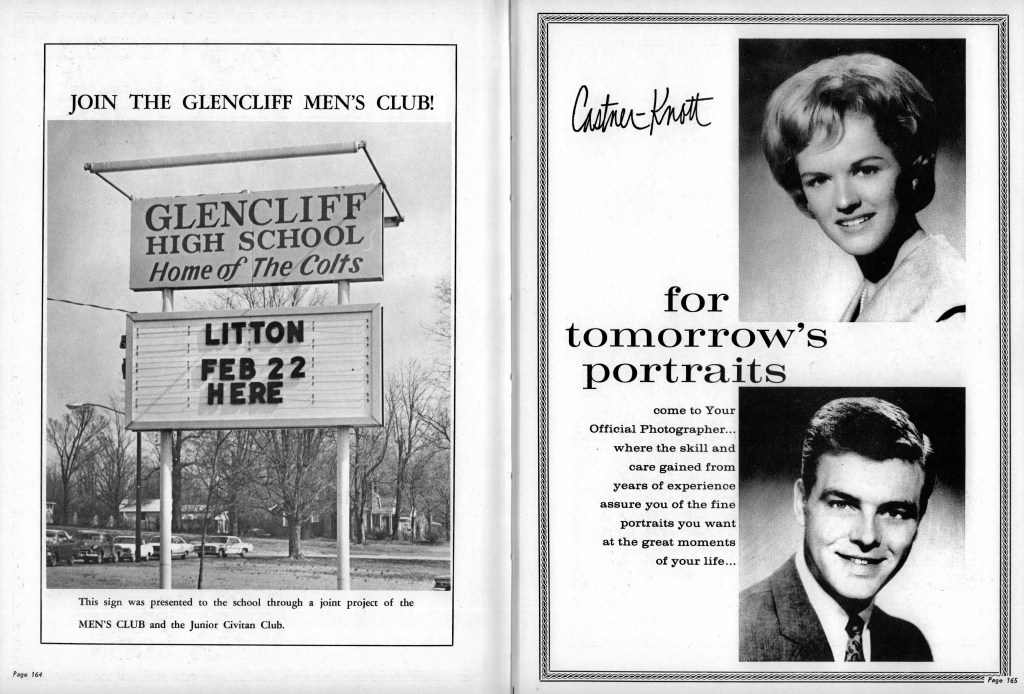 JOIN THE GLENCLIFF MEN'S CLUB!
GLENCLIFF
HIGH SCHOOL
Home of The Colts
LITTON
FEB 22
HERE
This sign was presented to the school through a joint project of the
MEN'S CLUB and the Junior Civitan Club.
Page 164
Castner-Knott
for
tomorrow's
portraits
come to Your
Official Photographer...
where the skill and
care gained from
years of experience
assure you of the fine
portraits you want
at the great moments
of your life...
Page 165